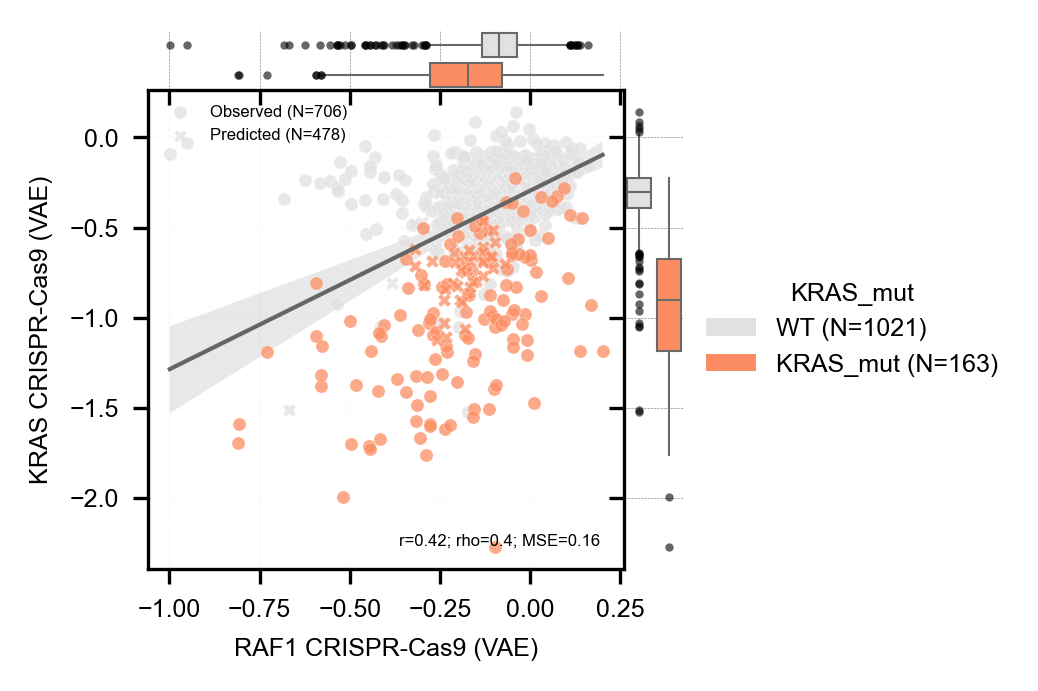 Observed (N=706)
Predicted (N=478)
0.0
−0.5
−1.0
−1.5
−2.0
KRAS CRISPR-Cas9 (VAE)
r=0.42; rho=0.4; MSE=0.16
−1.00 −0.75 −0.50 −0.25 0.00 0.25
RAF1 CRISPR-Cas9 (VAE)
KRAS_mut
WT (N=1021)
KRAS_mut (N=163)